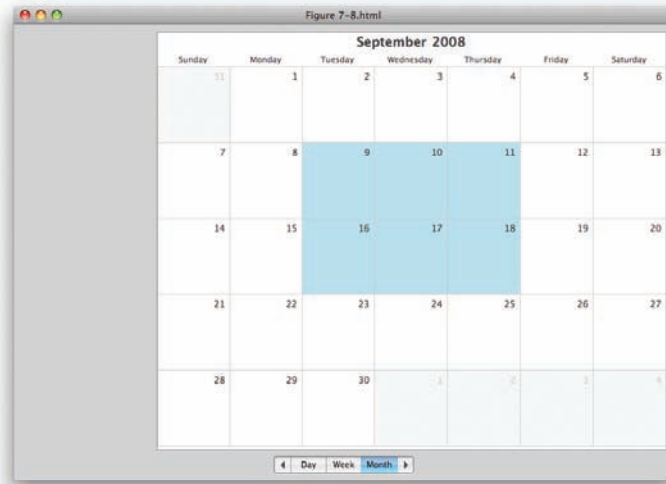 Figure 7-8.html
September 2008
Sunday Monday Tuesday Wednesday Thursday Friday Saturday
31 1 2 3 4 5 6
7 8 9 10 11 12 13
14 15 16 17 18 19 20
21 22 23 24 25 26 27
28 29 30 1 2 3 4
Day Week Month